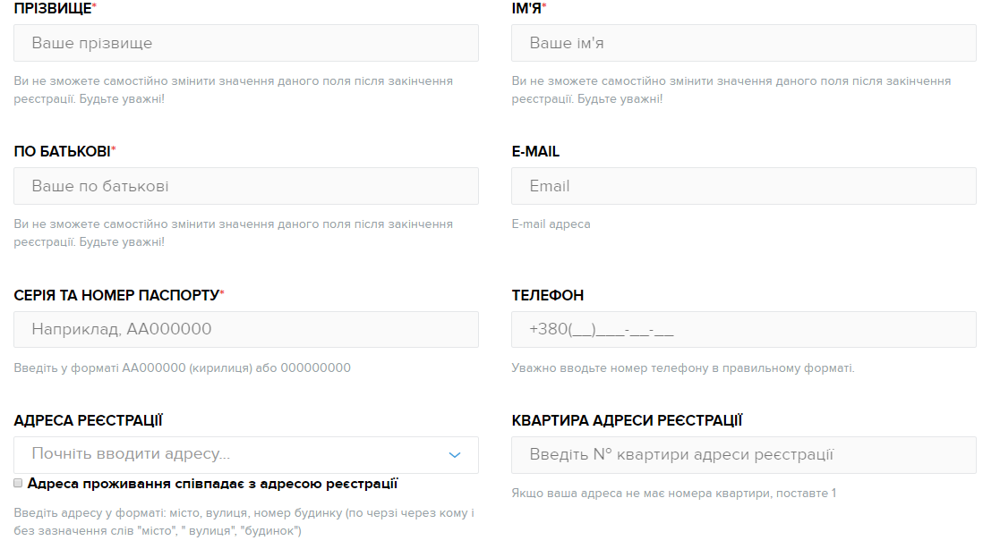 ПРІЗВИЩЕ*
Ваше прізвище
Ви не зможете самостійно змінити значення даного поля після закінчення
реєстрації. Будьте уважні!
ІМ'Я*
Ваше ім'я
Ви не зможете самостійно змінити значення даного поля після закінчення
реєстрації. Будьте уважні!
ПО БАТЬКОВІ*
Ваше по батькові
Ви не зможете самостійно змінити значення даного поля після закінчення
реєстрації. Будьте уважні!
E-MAIL
Email
E-mail адреса
СЕРІЯ ТА НОМЕР ПАСПОРТУ*
Наприклад, АА000000
Введіть у форматі АА000000 (кирилиця) або 000000000
ТЕЛЕФОН
+380(__)___-__-__
Уважно вводьте номер телефону в правильному форматі.
АДРЕСА РЕЄСТРАЦІЇ
Почніть вводити адресу...
Адреса проживання співпадає з адресою реєстрації
Введіть адресу у форматі: місто, вулиця, номер будинку (по черзі через кому і
без зазначення слів "місто", " вулиця", "будинок")
КВАРТИРА АДРЕСИ РЕЄСТРАЦІЇ
Введіть № квартири адреси реєстрації
Якщо ваша адреса не має номера квартири, поставте 1